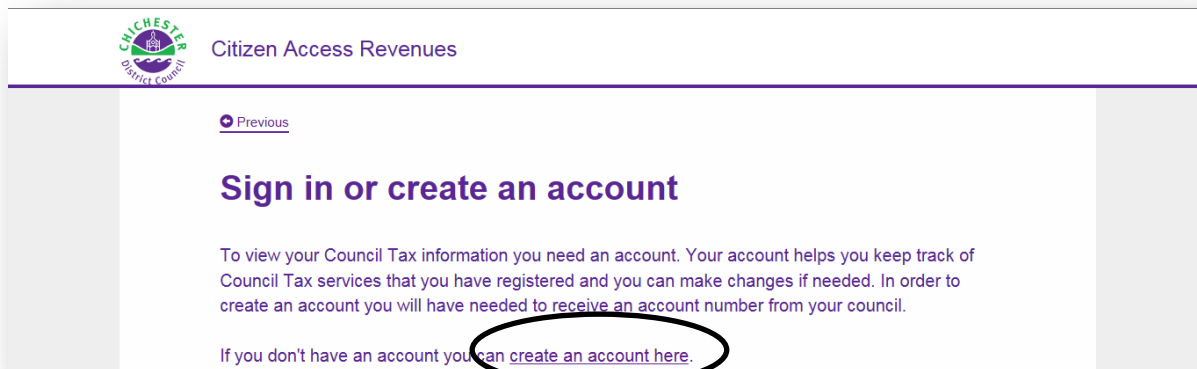 CHICHESTER
District Council
Citizen Access Revenues
Previous
Sign in or create an account
To view your Council Tax information you need an account. Your account helps you keep track of
Council Tax services that you have registered and you can make changes if needed. In order to
create an account you will have needed to receive an account number from your council.
If you don't have an account you can create an account here.